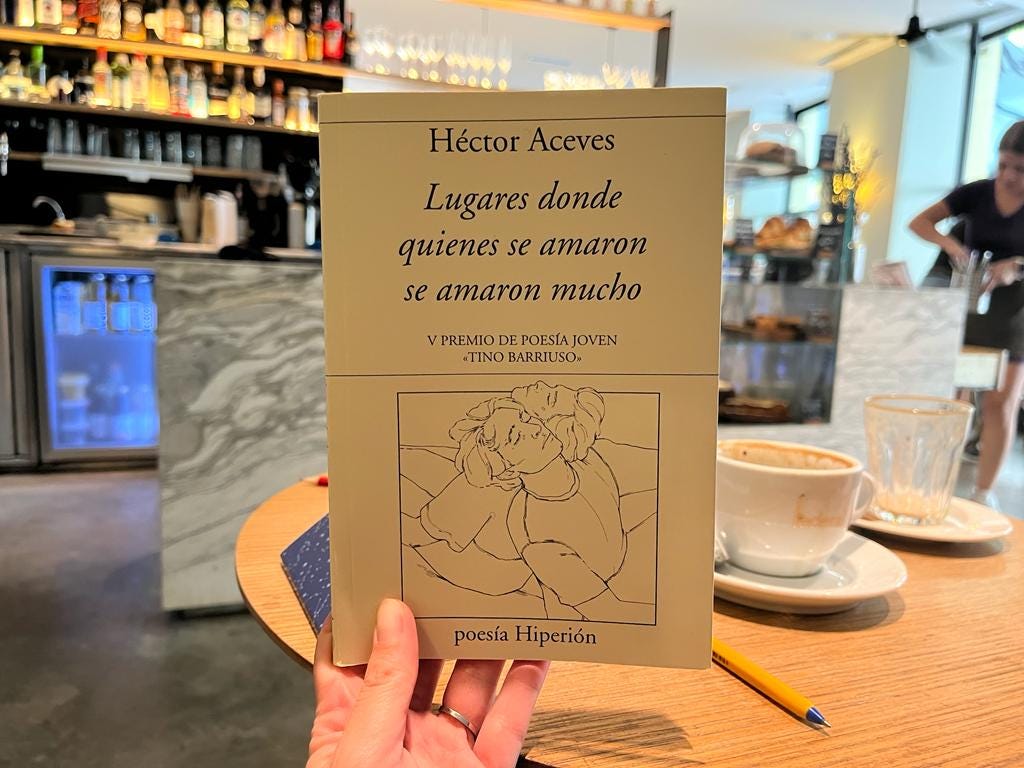 Héctor Aceves
Lugares donde
quienes se amaron
se amaron mucho
V PREMIO DE POESÍA JOVEN
«TINO BARRIUSO»
poesía Hiperión